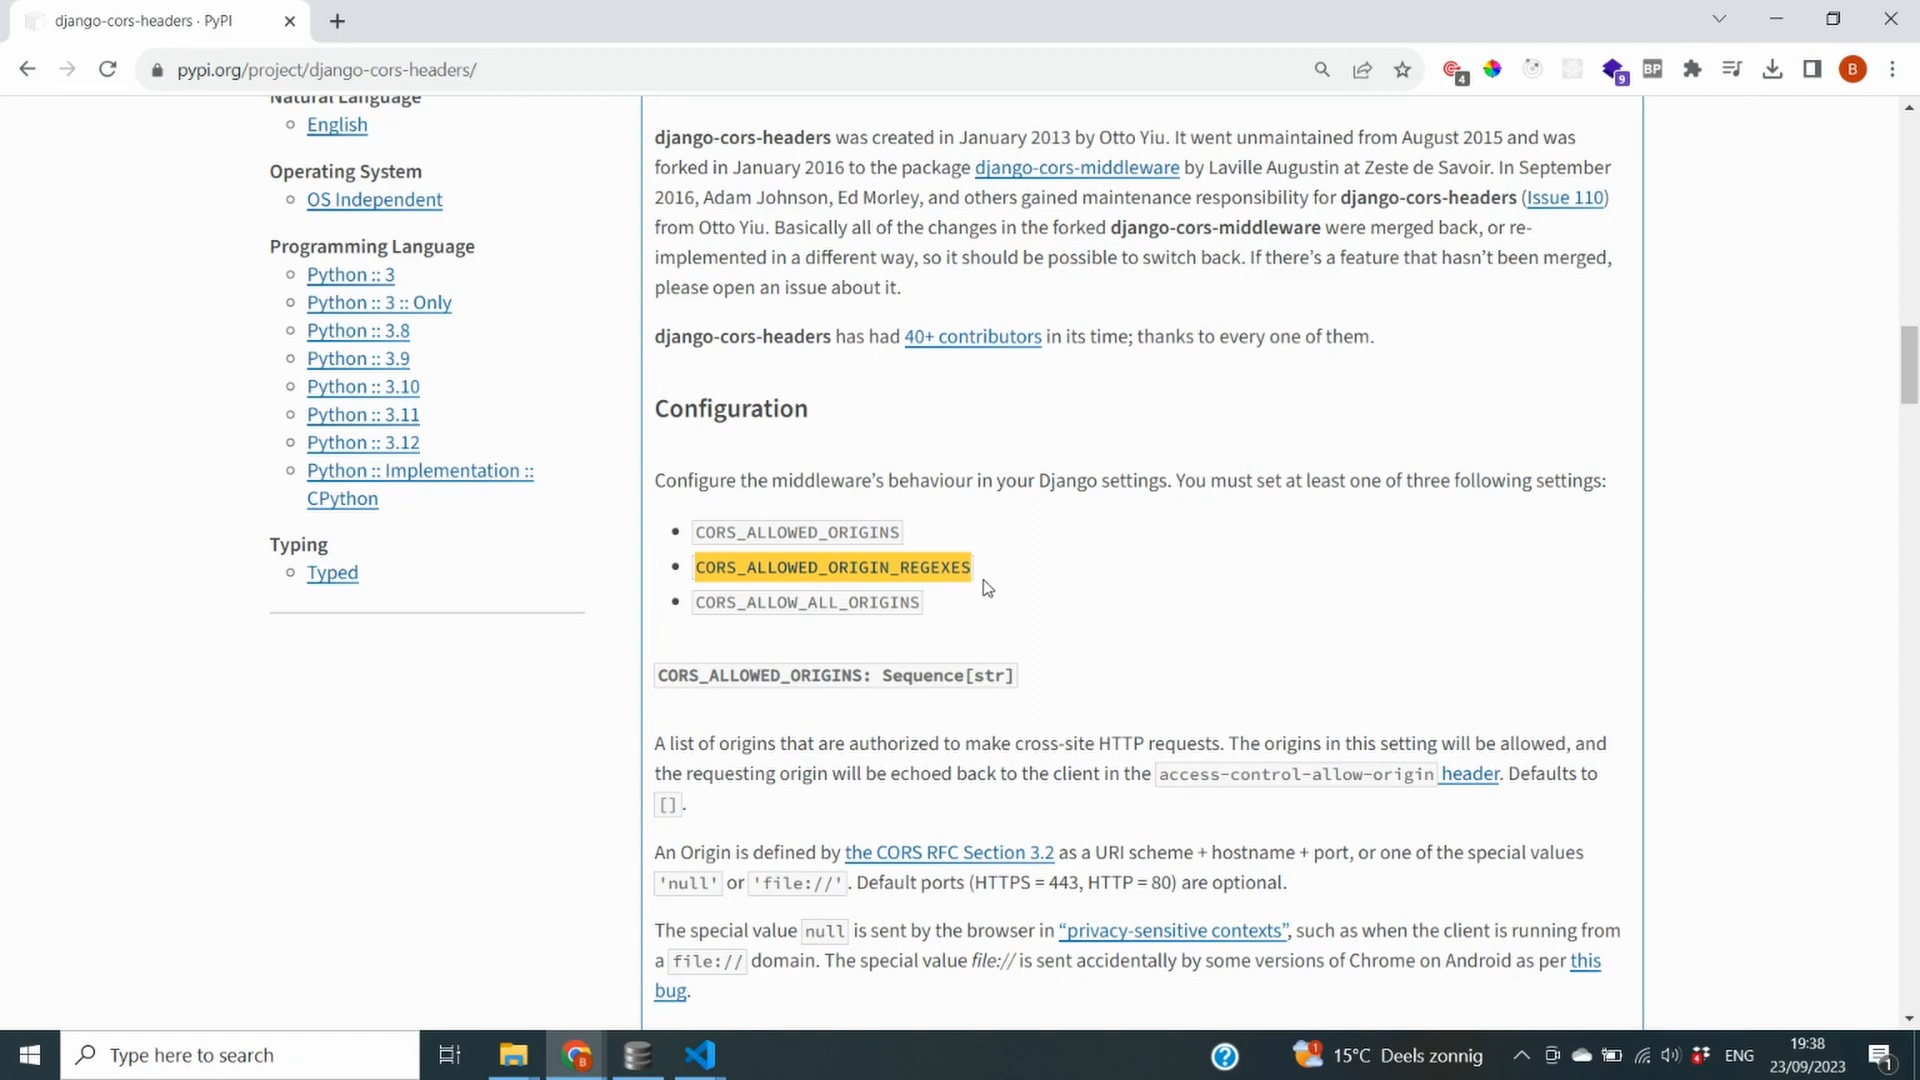 django-cors-headers · PyPI
pypi.org/project/django-cors-headers/
4
9
BP
B
Natural Language
English
Operating System
OS Independent
Programming Language
Python :: 3
Python :: 3 :: Only
Python :: 3.8
Python :: 3.9
Python :: 3.10
Python :: 3.11
Python :: 3.12
Python :: Implementation ::
CPython
Typing
Typed
django-cors-headers was created in January 2013 by Otto Yiu. It went unmaintained from August 2015 and was
forked in January 2016 to the package django-cors-middleware by Laville Augustin at Zeste de Savoir. In September
2016, Adam Johnson, Ed Morley, and others gained maintenance responsibility for django-cors-headers (Issue 110)
from Otto Yiu. Basically all of the changes in the forked django-cors-middleware were merged back, or re-
implemented in a different way, so it should be possible to switch back. If there’s a feature that hasn’t been merged,
please open an issue about it.
django-cors-headers has had 40+ contributors in its time; thanks to every one of them.
Configuration
Configure the middleware’s behaviour in your Django settings. You must set at least one of three following settings:
CORS_ALLOWED_ORIGINS
CORS_ALLOWED_ORIGIN_REGEXES
CORS_ALLOW_ALL_ORIGINS
CORS_ALLOWED_ORIGINS: Sequence[str]
A list of origins that are authorized to make cross-site HTTP requests. The origins in this setting will be allowed, and
the requesting origin will be echoed back to the client in the access-control-allow-origin header. Defaults to
[].
An Origin is defined by the CORS RFC Section 3.2 as a URI scheme + hostname + port, or one of the special values
'null' or 'file://'. Default ports (HTTPS = 443, HTTP = 80) are optional.
The special value null is sent by the browser in “privacy-sensitive contexts”, such as when the client is running from
a file:// domain. The special value file:// is sent accidentally by some versions of Chrome on Android as per this
bug.
Type here to search
15°C Deels zonnig
ENG
19:38
23/09/2023
1